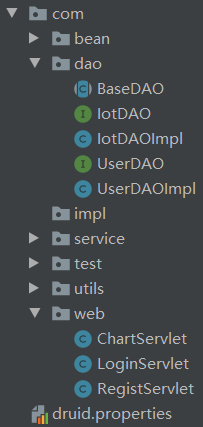 com
bean
dao
BaseDAO
IotDAO
IotDAOImpl
UserDAO
UserDAOImpl
impl
service
test
utils
web
ChartServlet
LoginServlet
RegistServlet
druid.properties